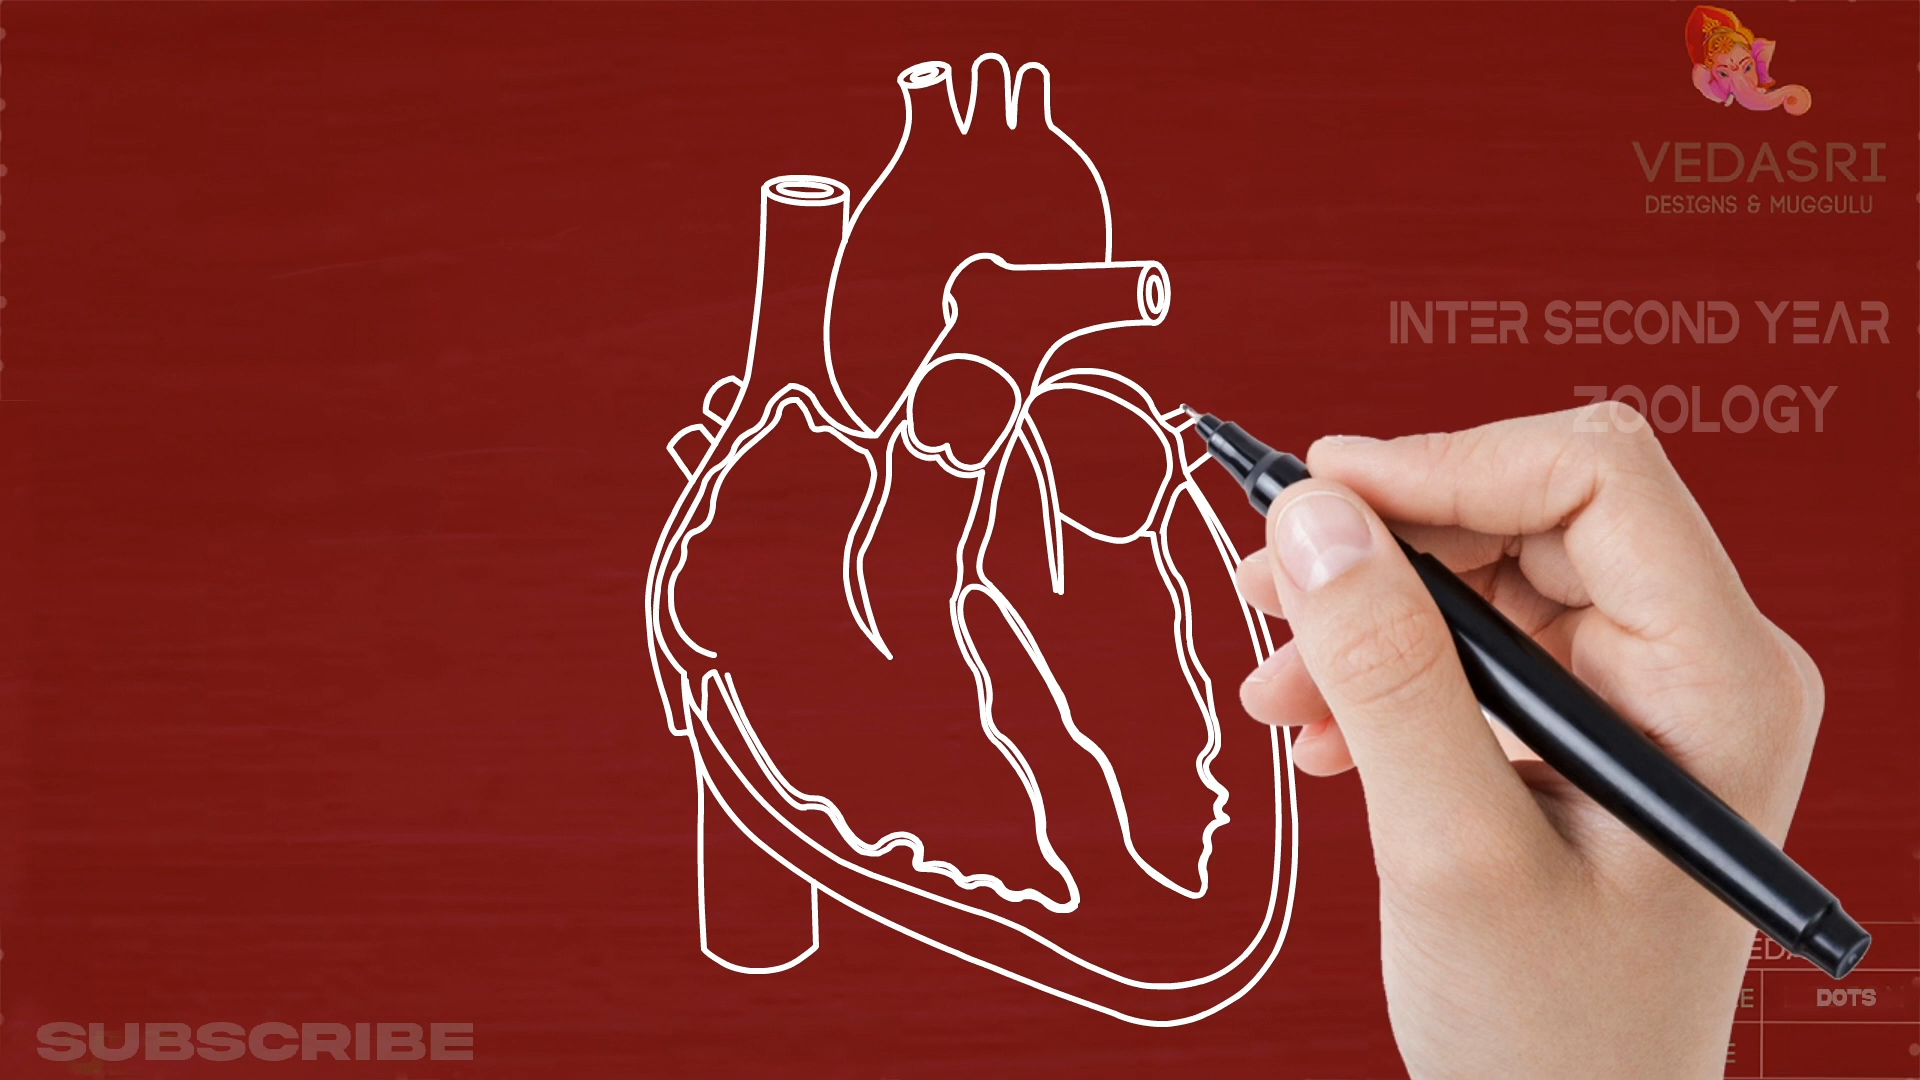 VEDASRI
DESIGNS & MUGGULU
INTER SECOND YEAR
ZOOLOGY
DOTS
SUBSCRIBE